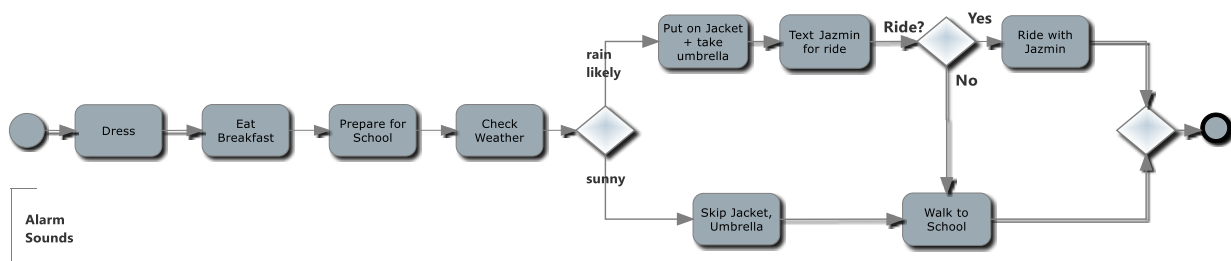 Dress
Eat
Breakfast
Prepare for
School
Check
Weather
rain
likely
sunny
Put on Jacket
+ take
umbrella
Text Jazmin
for ride
Ride?
Yes
No
Ride with
Jazmin
Skip Jacket,
Umbrella
Walk to
School
Alarm
Sounds